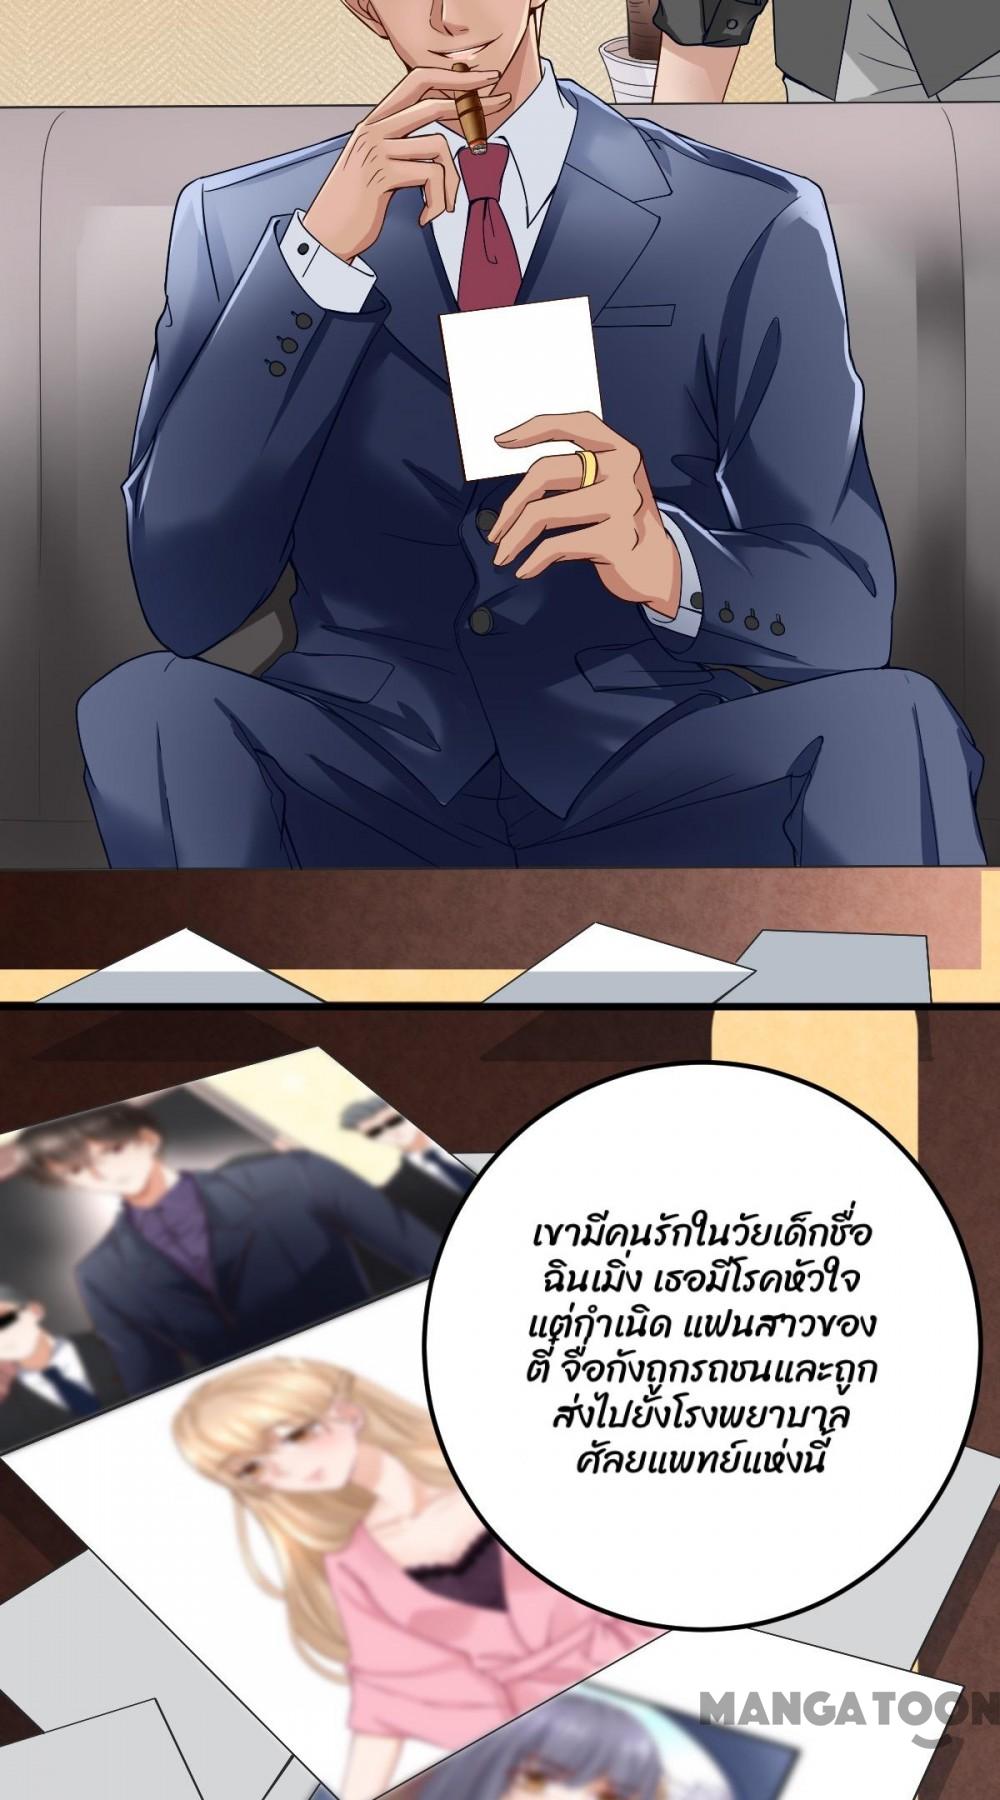 เขามีคนรักในวัยเด็กชื่อ
ฉินเมิ่ง เธอมีโรคหัวใจ
แต่กำเนิด แฟนสาวของ
ตี๋ จื่อกังถูกรถชนและถูก
ส่งไปยังโรงพยาบาล
ศัลยแพทย์แห่งนี้
MANGATOON